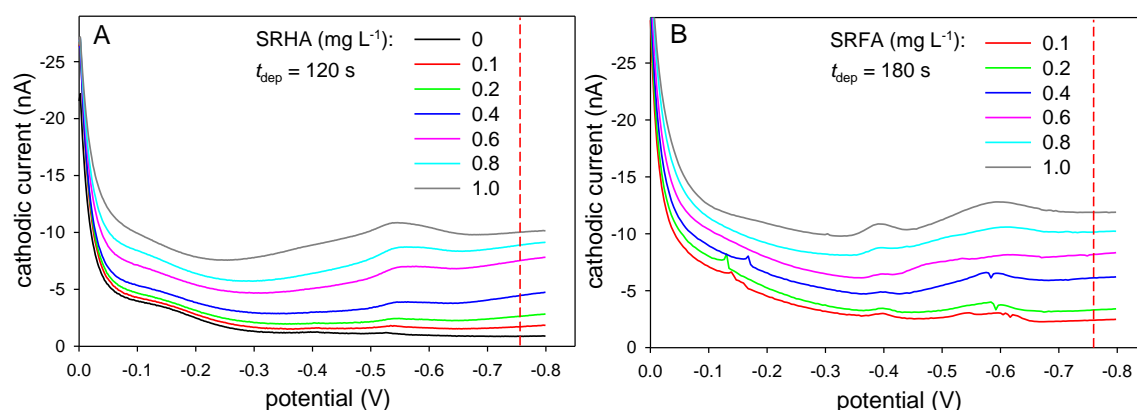 A
SRHA (mg L⁻¹):
t_dep = 120 s
0
0.1
0.2
0.4
0.6
0.8
1.0
cathodic current (nA)
-25
-20
-15
-10
-5
0
0.0 -0.1 -0.2 -0.3 -0.4 -0.5 -0.6 -0.7 -0.8
potential (V)
B
SRFA (mg L⁻¹):
t_dep = 180 s
0.1
0.2
0.4
0.6
0.8
1.0
cathodic current (nA)
-25
-20
-15
-10
-5
0
0.0 -0.1 -0.2 -0.3 -0.4 -0.5 -0.6 -0.7 -0.8
potential (V)